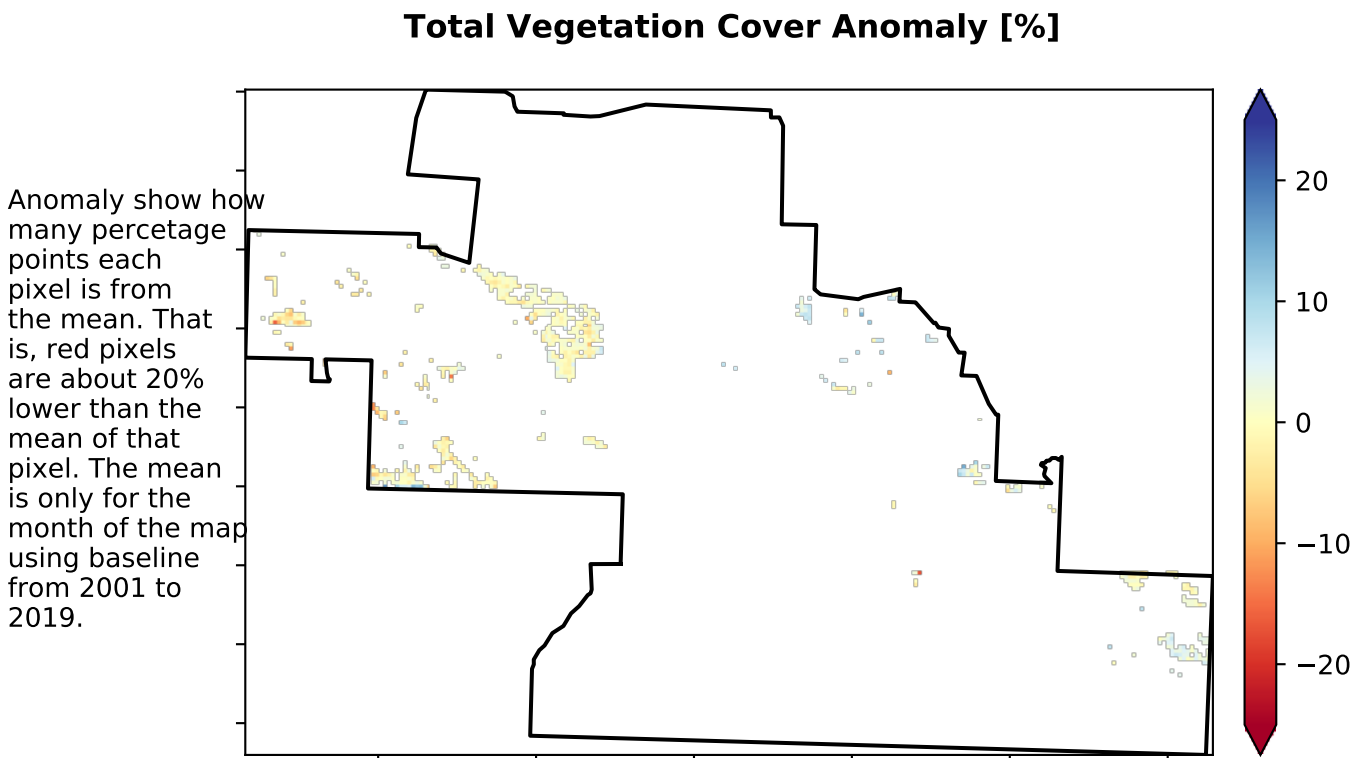 Total Vegetation Cover Anomaly [%]
Anomaly show how
many percetage
points each
pixel is from
the mean. That
is, red pixels
are about 20%
lower than the
mean of that
pixel. The mean
is only for the
month of the map
using baseline
from 2001 to
2019.
20
10
0
−10
−20